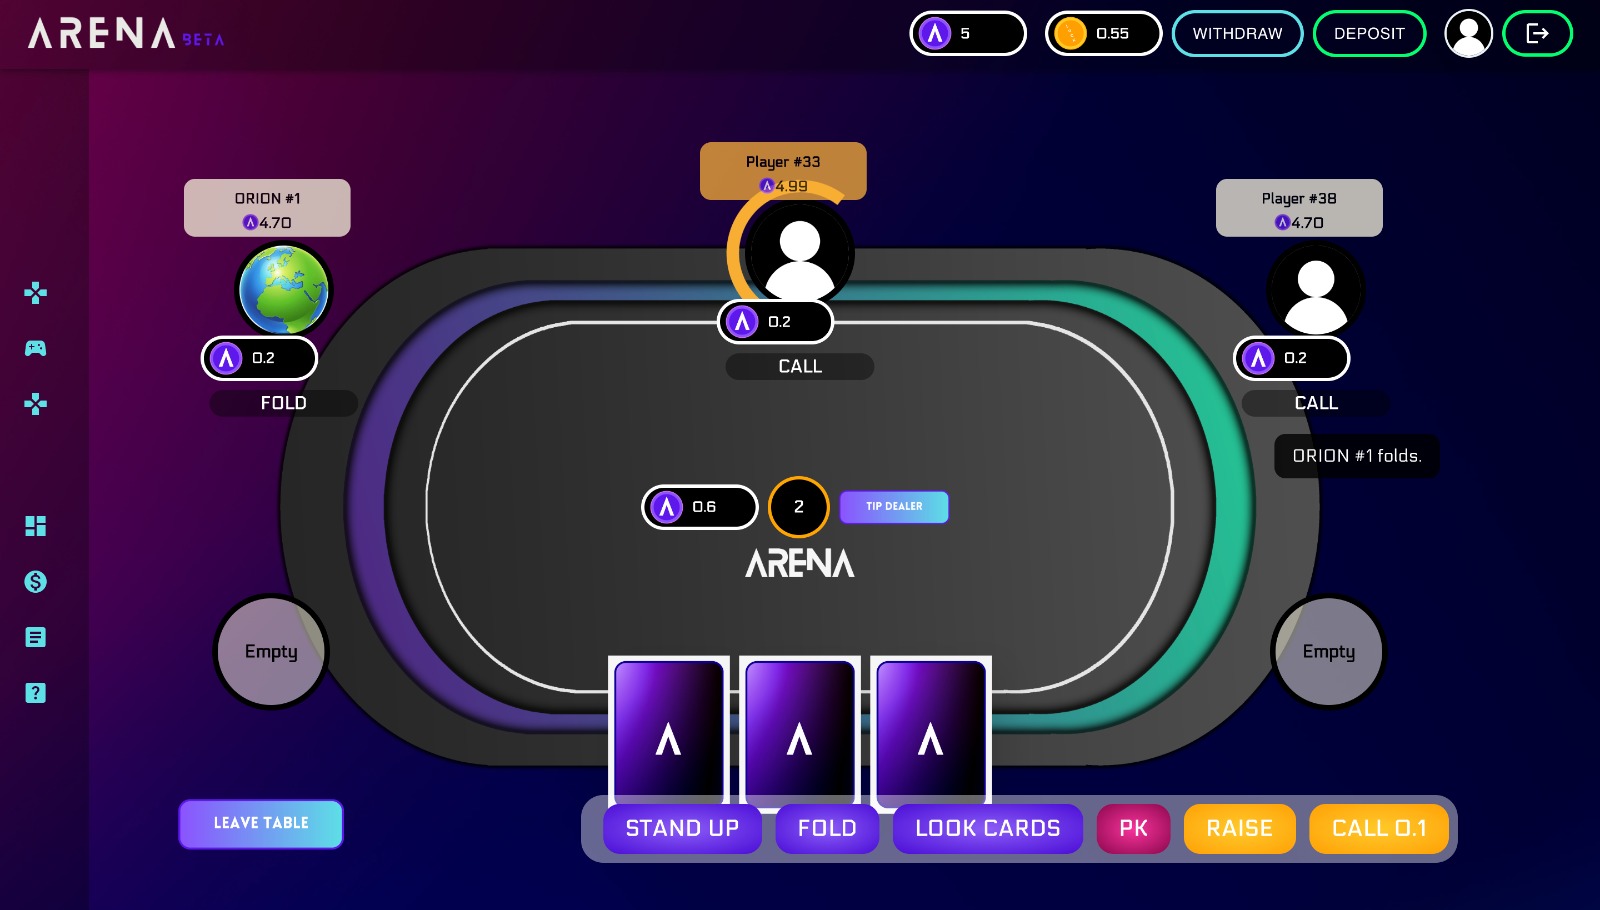 ARENA BETA
5
0.55
WITHDRAW
DEPOSIT
Player #33
4.99
ORION #1
4.70
Player #38
4.70
0.2
0.2
0.2
CALL
FOLD
CALL
ORION #1 folds.
0.6
2
TIP DEALER
ARENA
Empty
Empty
LEAVE TABLE
STAND UP
FOLD
LOOK CARDS
PK
RAISE
CALL 0.1